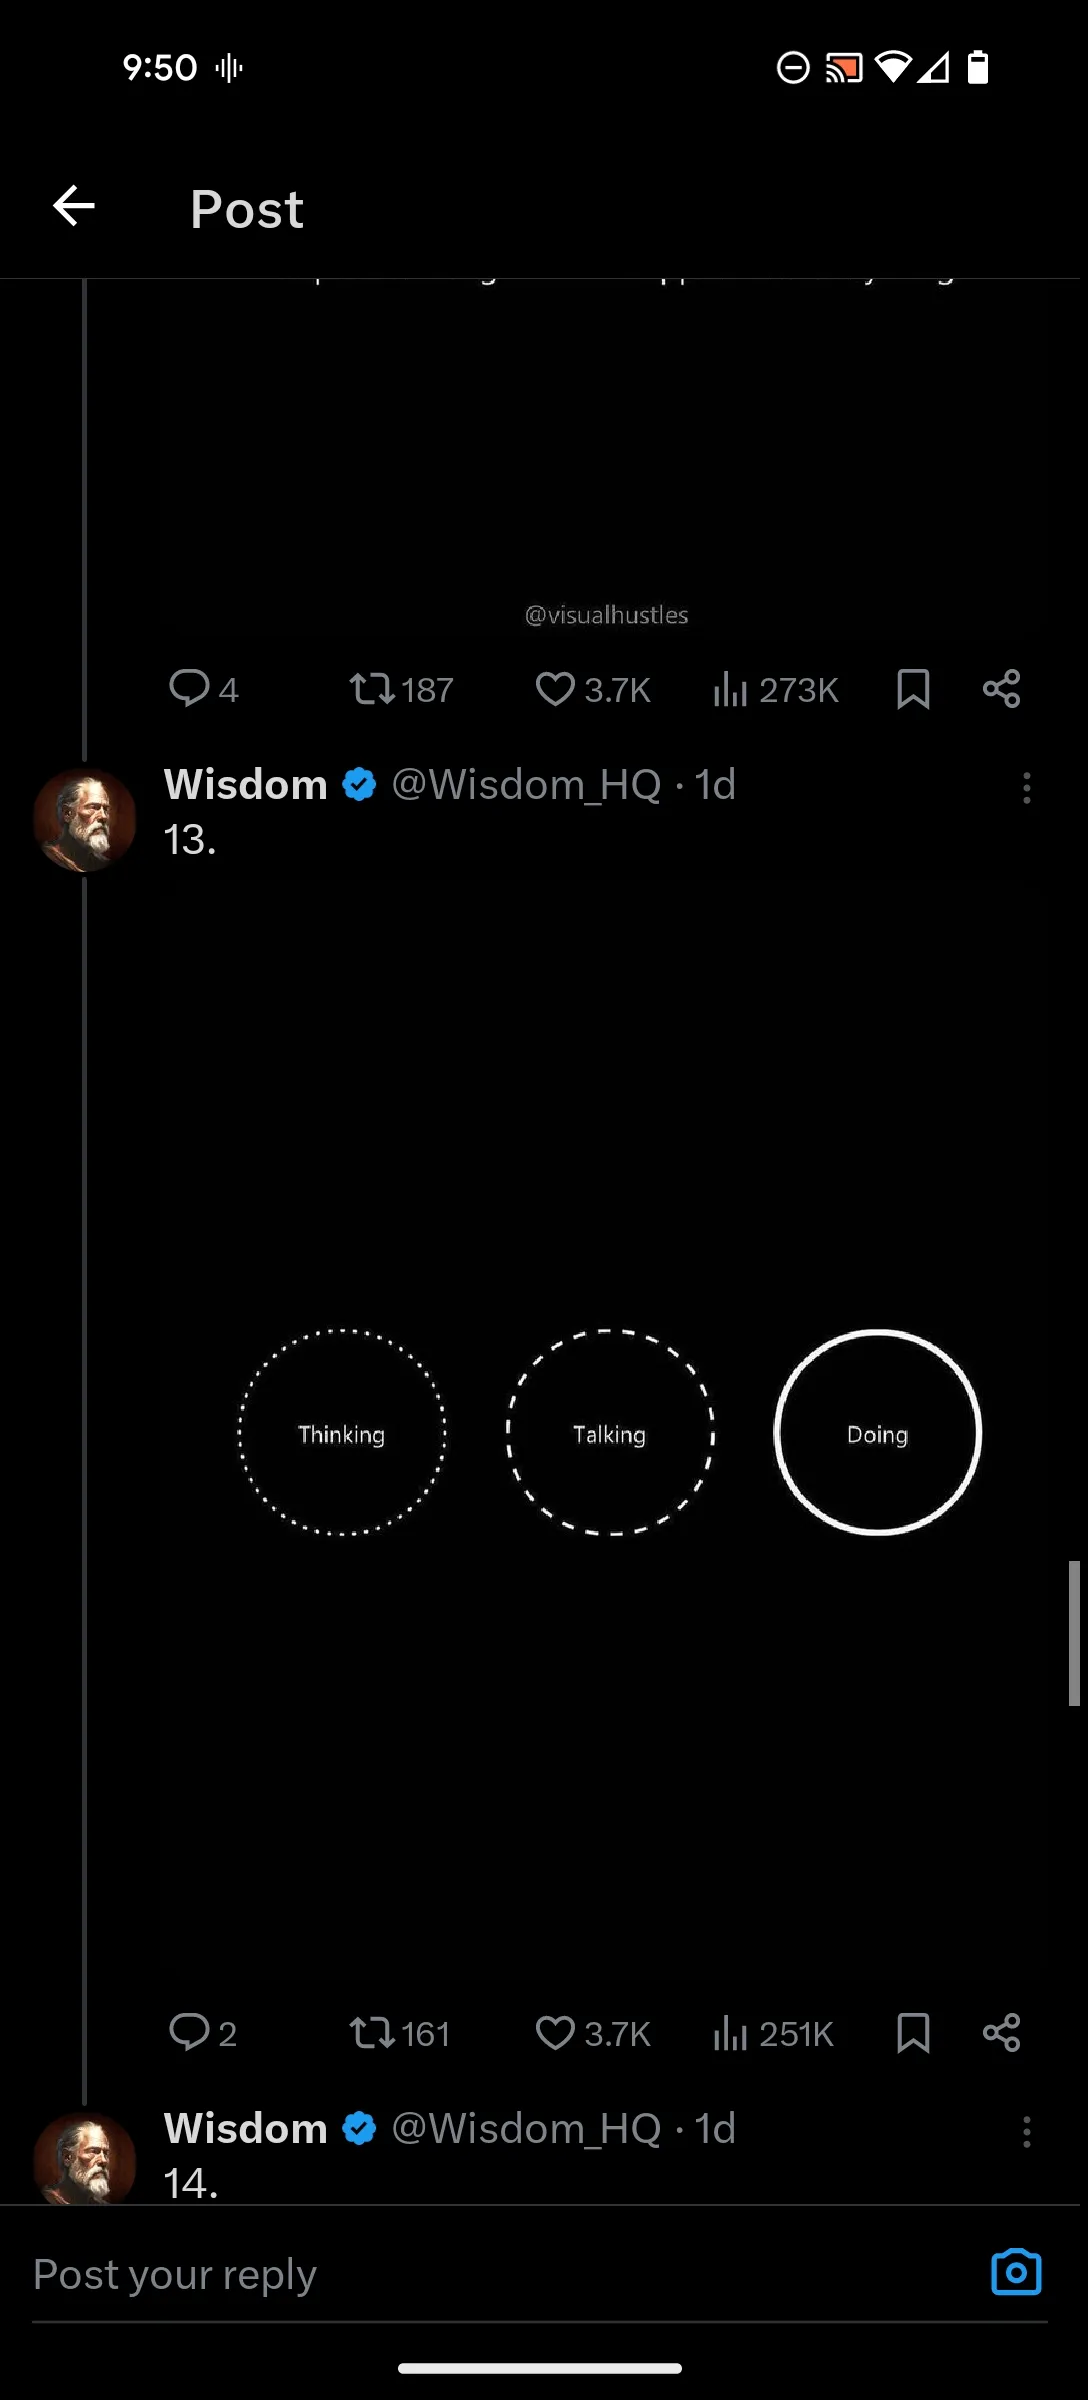 9:50
Post
@visualhustles
4 187 3.7K 273K
Wisdom @Wisdom_HQ · 1d
13.
Thinking Talking Doing
2 161 3.7K 251K
Wisdom @Wisdom_HQ · 1d
14.
Post your reply